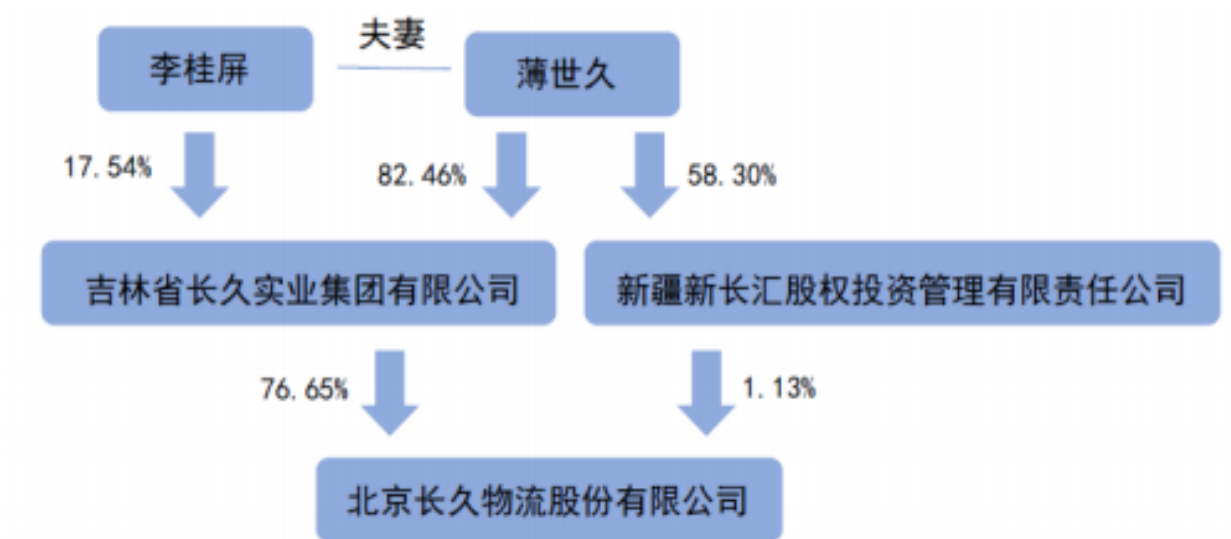 夫妻
李桂屏
薄世久
17.54%
82.46%
58.30%
吉林省长久实业集团有限公司
新疆新长汇股权投资管理有限责任公司
76.65%
1.13%
北京长久物流股份有限公司